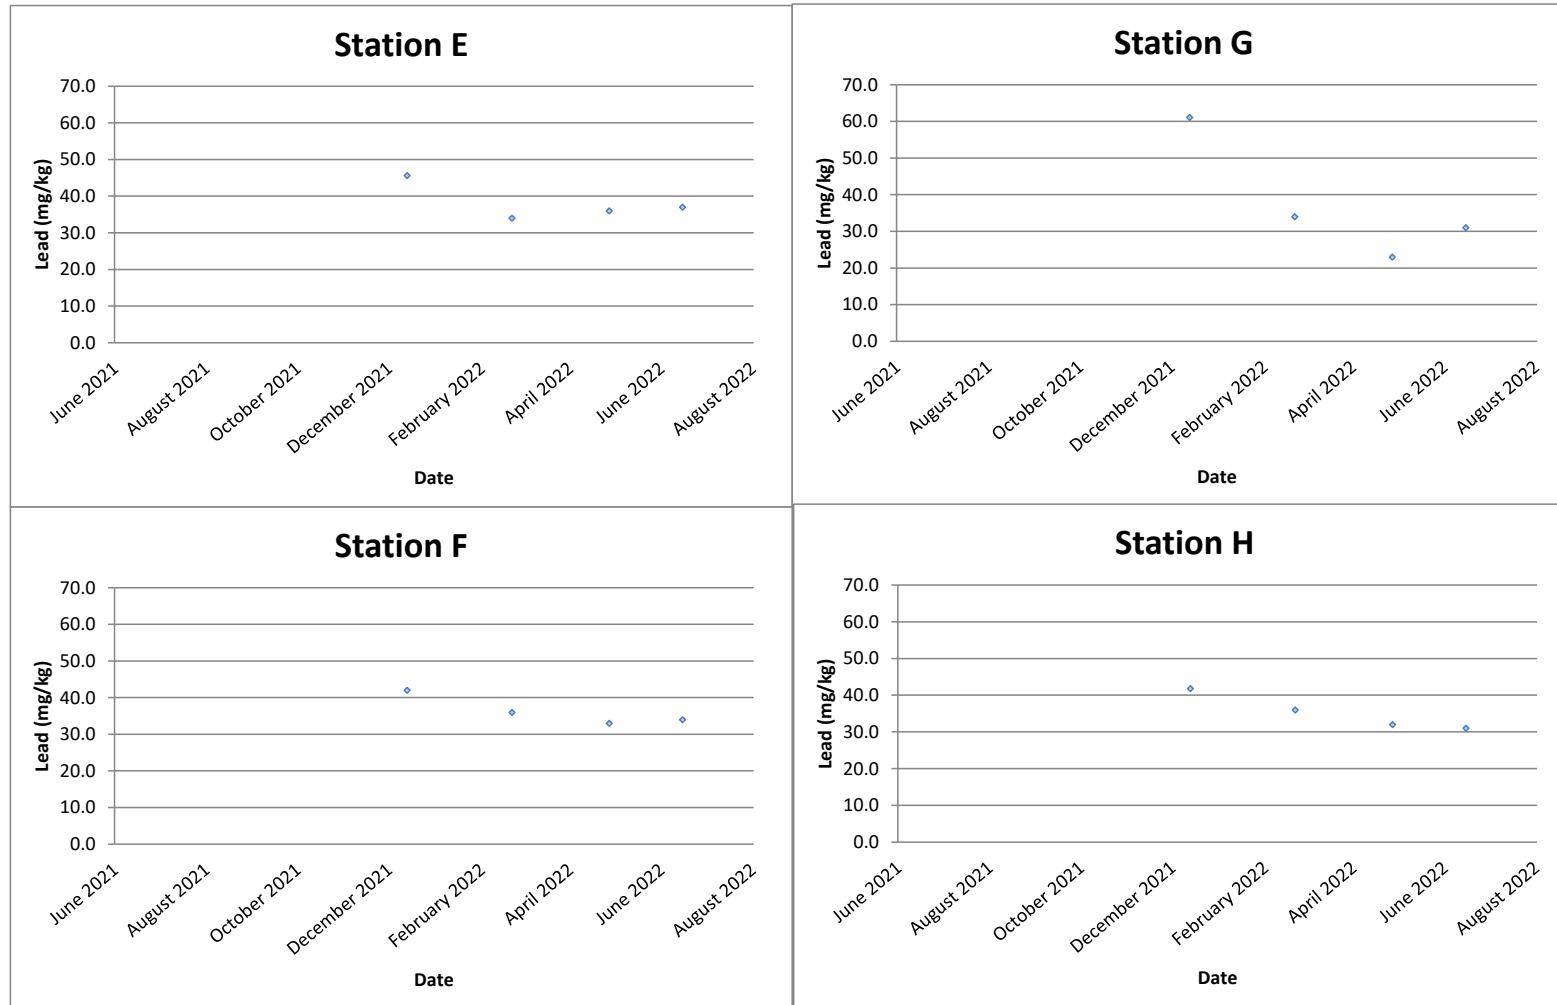 Station E
70.0
60.0
50.0
40.0
30.0
20.0
10.0
0.0
Lead (mg/kg)
June 2021
August 2021
October 2021
December 2021
February 2022
April 2022
June 2022
August 2022
Date
Station G
70.0
60.0
50.0
40.0
30.0
20.0
10.0
0.0
Lead (mg/kg)
June 2021
August 2021
October 2021
December 2021
February 2022
April 2022
June 2022
August 2022
Date
Station F
70.0
60.0
50.0
40.0
30.0
20.0
10.0
0.0
Lead (mg/kg)
June 2021
August 2021
October 2021
December 2021
February 2022
April 2022
June 2022
August 2022
Date
Station H
70.0
60.0
50.0
40.0
30.0
20.0
10.0
0.0
Lead (mg/kg)
June 2021
August 2021
October 2021
December 2021
February 2022
April 2022
June 2022
August 2022
Date